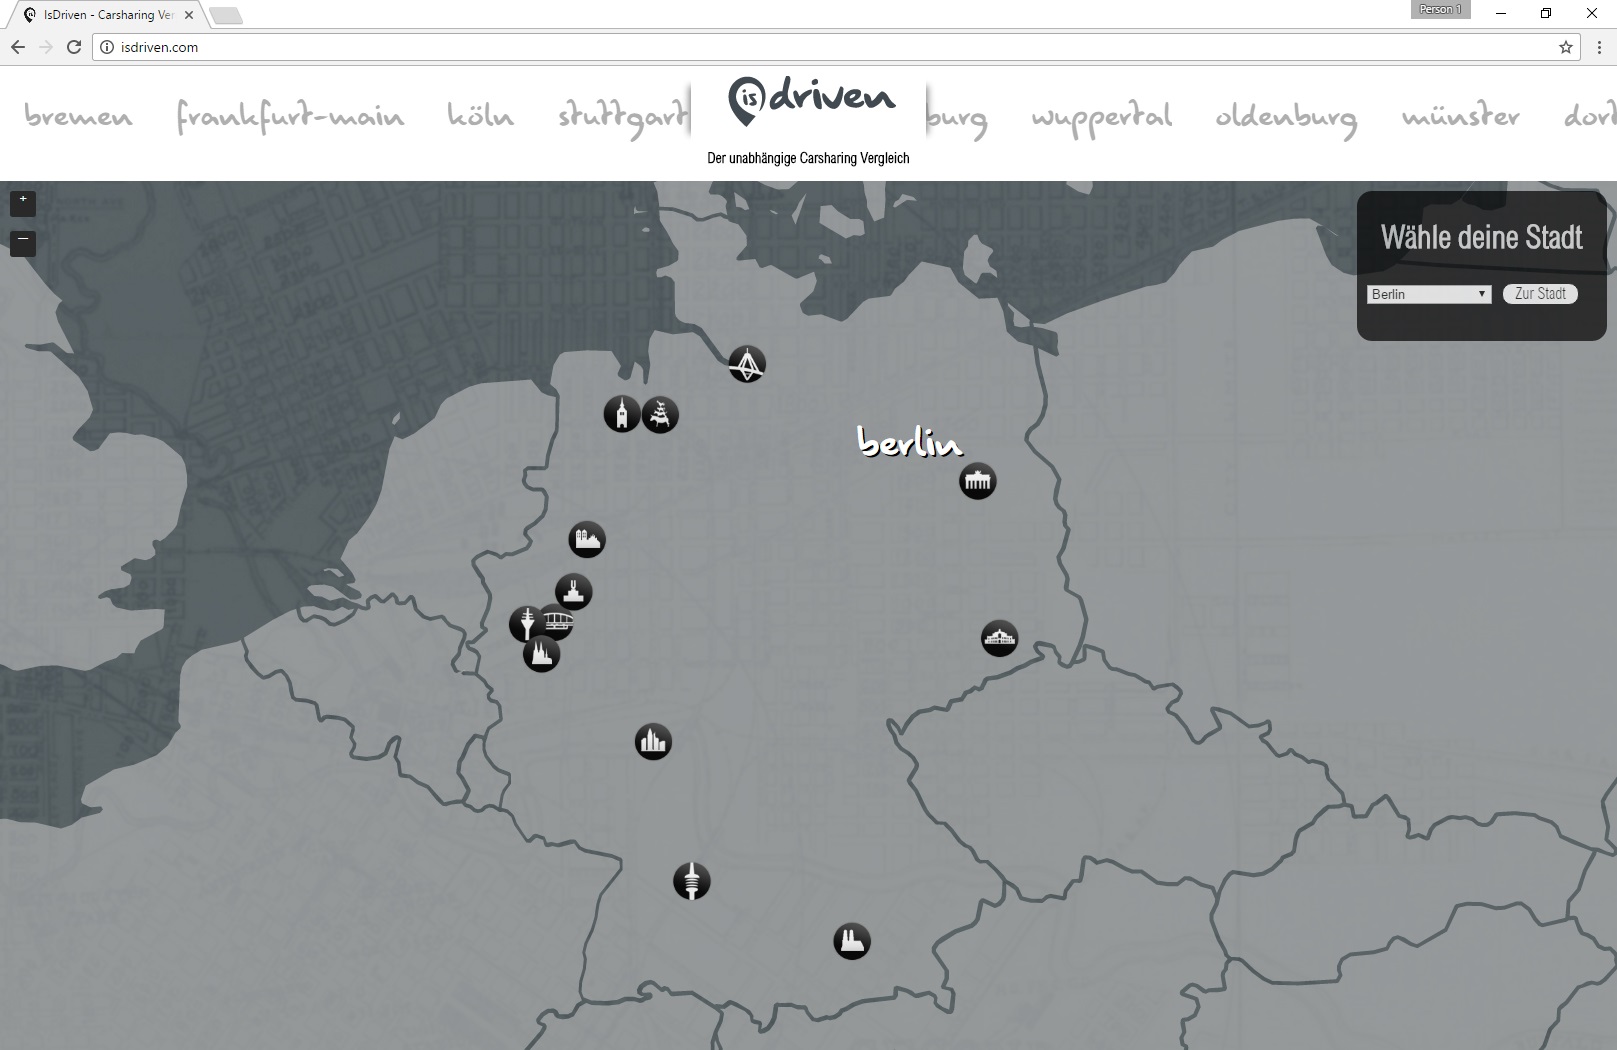 IsDriven - Carsharing Ver
Person 1
isdriven.com
bremen frankfurt-main köln stuttgart is driven burg wuppertal oldenburg münster dort
Der unabhängige Carsharing Vergleich
+
–
Wähle deine Stadt
Berlin Zur Stadt
berlin